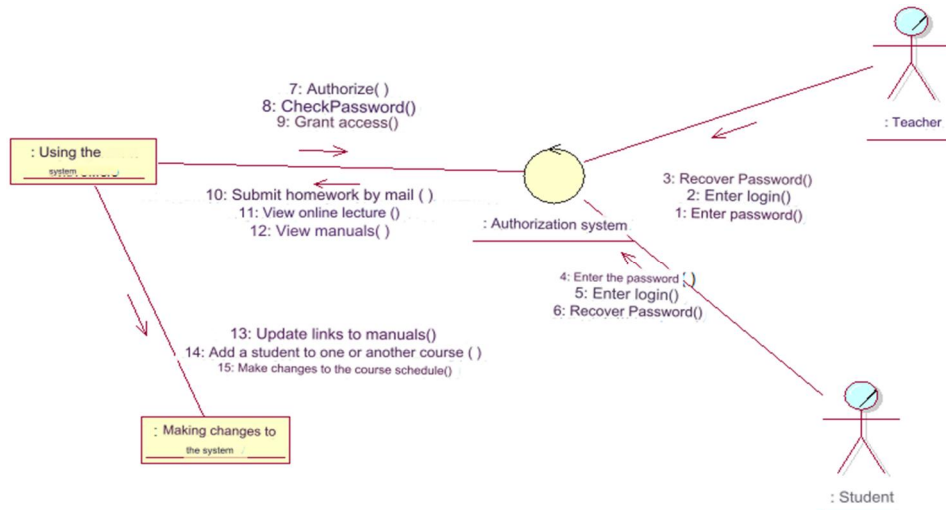 7: Authorize( )
8: CheckPassword()
9: Grant access()
: Teacher
: Using the
system
3: Recover Password()
2: Enter login()
1: Enter password()
10: Submit homework by mail ( )
11: View online lecture ()
12: View manuals( )
: Authorization system
4: Enter the password ( )
5: Enter login()
6: Recover Password()
13: Update links to manuals()
14: Add a student to one or another course ( )
15: Make changes to the course schedule()
: Making changes to
the system
: Student